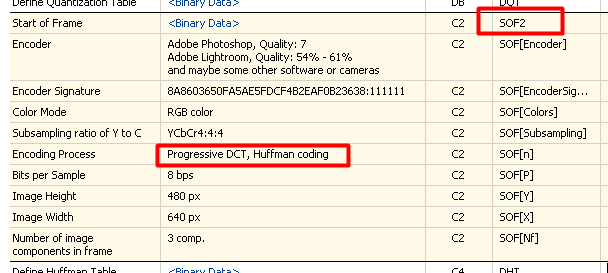 Define Quantization Table <Binary Data> DB DQT
Start of Frame <Binary Data> C2 SOF2
Encoder Adobe Photoshop, Quality: 7 C2 SOF[Encoder]
Adobe Lightroom, Quality: 54% - 61%
and maybe some other software or cameras
Encoder Signature 8A8603650FA5AE5FDCF4B2EAF0B23638:111111 C2 SOF[EncoderSig...
Color Mode RGB color C2 SOF[Colors]
Subsampling ratio of Y to C YCbCr4:4:4 C2 SOF[Subsampling]
Encoding Process Progressive DCT, Huffman coding C2 SOF[n]
Bits per Sample 8 bps C2 SOF[P]
Image Height 480 px C2 SOF[Y]
Image Width 640 px C2 SOF[X]
Number of image 3 comp. C2 SOF[Nf]
components in frame
Define Huffman Table <Binary Data> C4 DHT